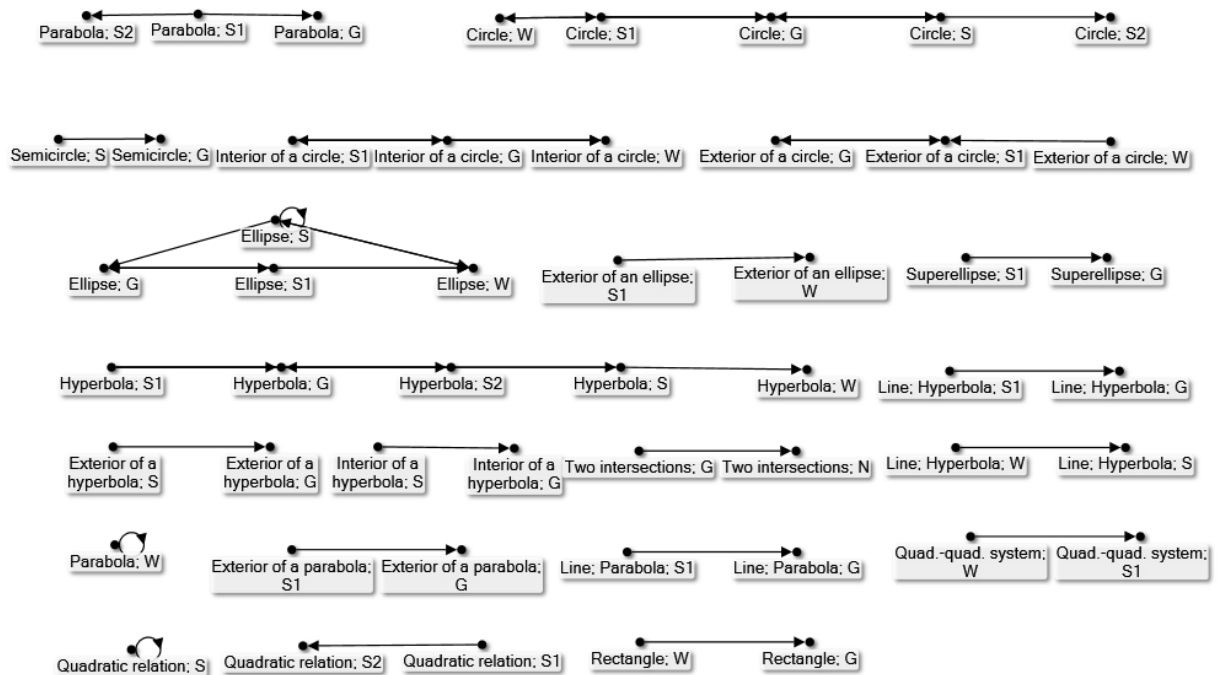 Parabola; S2
Parabola; S1
Parabola; G
Circle; W
Circle; S1
Circle; G
Circle; S
Circle; S2
Semicircle; S
Semicircle; G
Interior of a circle; S1
Interior of a circle; G
Interior of a circle; W
Exterior of a circle; G
Exterior of a circle; S1
Exterior of a circle; W
Ellipse; S
Ellipse; G
Ellipse; S1
Ellipse; W
Exterior of an ellipse;
S1
Exterior of an ellipse;
W
Superellipse; S1
Superellipse; G
Hyperbola; S1
Hyperbola; G
Hyperbola; S2
Hyperbola; S
Hyperbola; W
Line; Hyperbola; S1
Line; Hyperbola; G
Exterior of a
hyperbola; S
Exterior of a
hyperbola; G
Interior of a
hyperbola; S
Interior of a
hyperbola; G
Two intersections; G
Two intersections; N
Line; Hyperbola; W
Line; Hyperbola; S
Parabola; W
Exterior of a parabola;
S1
Exterior of a parabola;
G
Line; Parabola; S1
Line; Parabola; G
Quad.-quad. system;
W
Quad.-quad. system;
S1
Quadratic relation; S
Quadratic relation; S2
Quadratic relation; S1
Rectangle; W
Rectangle; G